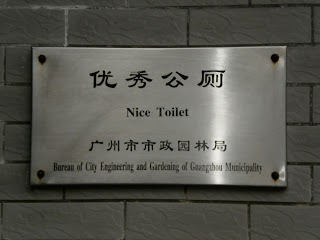 优秀公厕
Nice Toilet
广州市市政园林局
Bureau of City Engineering and Gardening of Guangzhou Municipality